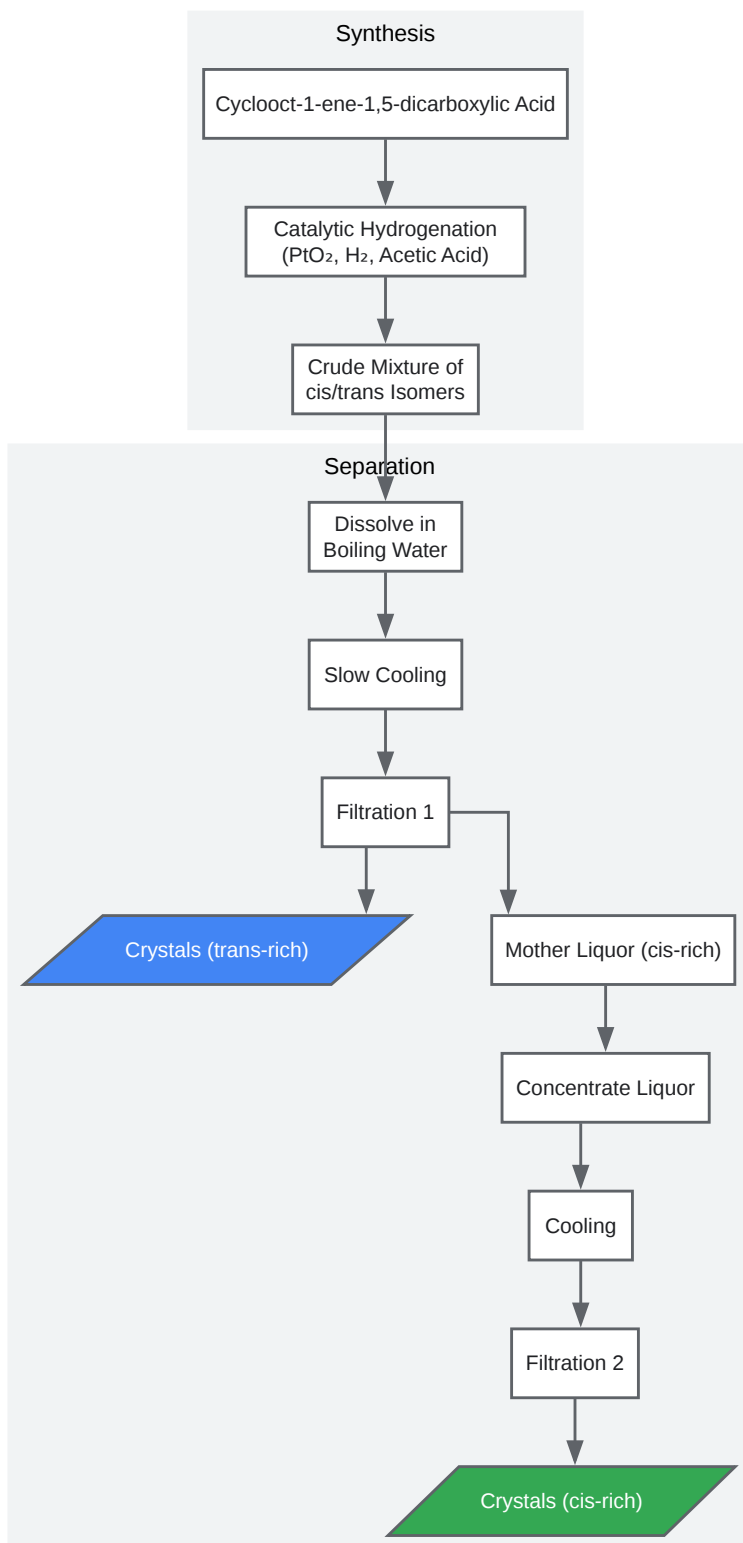 Synthesis
Cyclooct-1-ene-1,5-dicarboxylic Acid
Catalytic Hydrogenation
(PtO₂, H₂, Acetic Acid)
Crude Mixture of
cis/trans Isomers
Separation
Dissolve in
Boiling Water
Slow Cooling
Filtration 1
Crystals (trans-rich)
Mother Liquor (cis-rich)
Concentrate Liquor
Cooling
Filtration 2
Crystals (cis-rich)